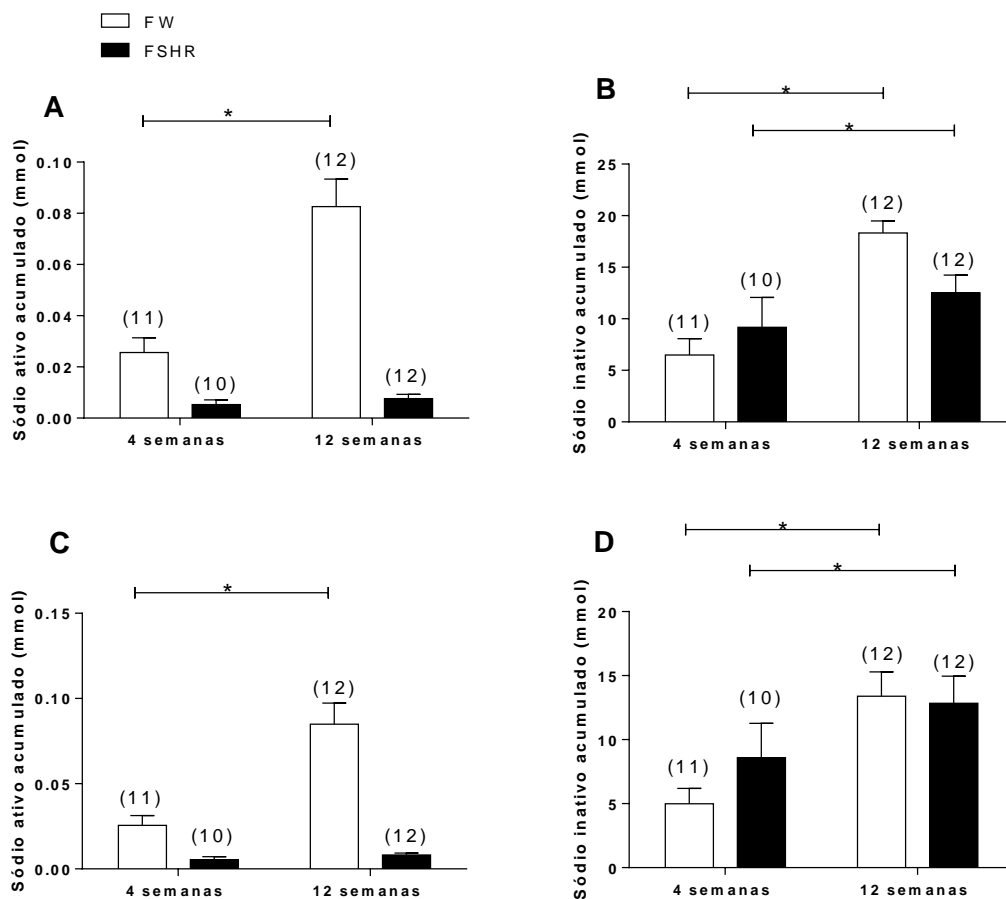 FW
FSHR
A
*
Sódio ativo acumulado (mmol)
0.10
0.08
0.06
0.04
0.02
0.00
(11)
(10)
(12)
(12)
4 semanas
12 semanas
B
*
*
Sódio inativo acumulado (mmol)
25
20
15
10
5
0
(11)
(10)
(12)
(12)
4 semanas
12 semanas
C
*
Sódio ativo acumulado (mmol)
0.15
0.10
0.05
0.00
(11)
(10)
(12)
(12)
4 semanas
12 semanas
D
*
*
Sódio inativo acumulado (mmol)
20
15
10
5
0
(11)
(10)
(12)
(12)
4 semanas
12 semanas